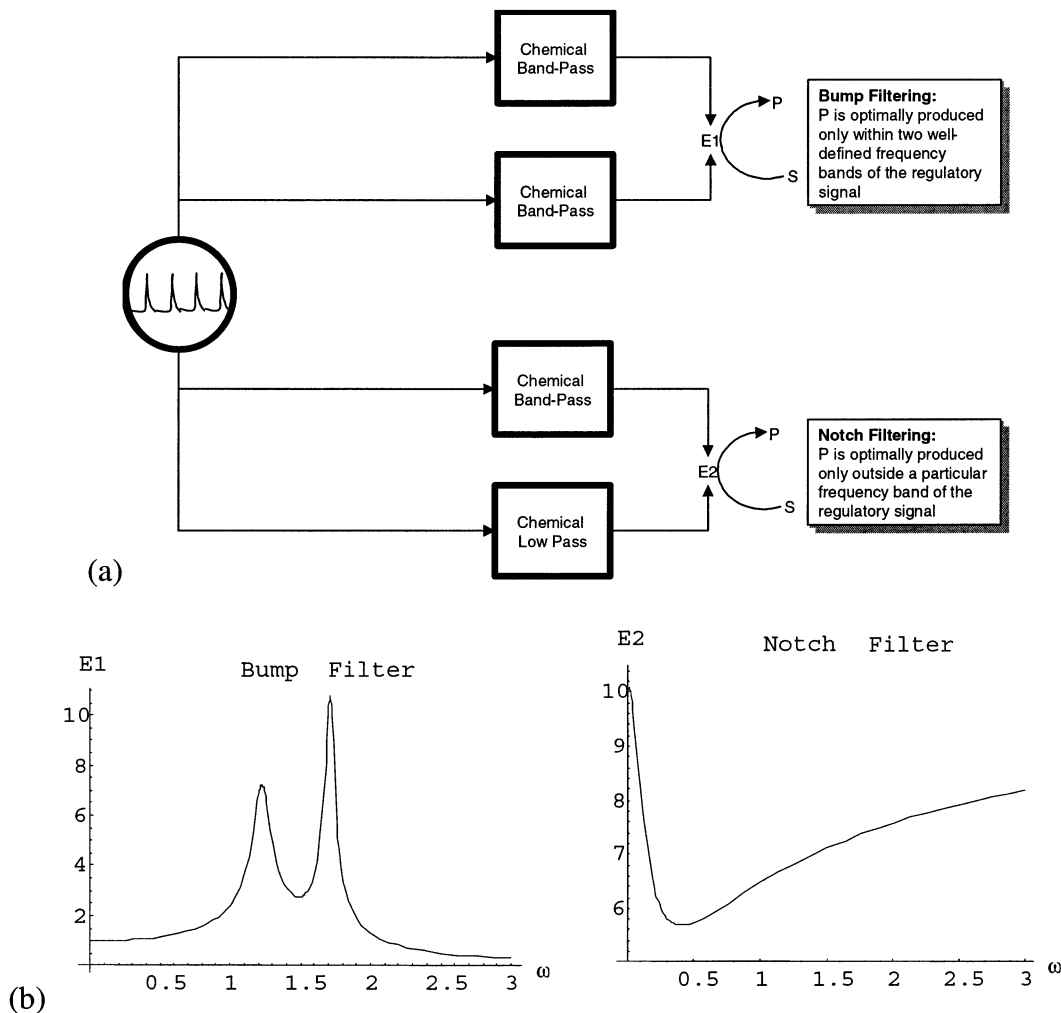 Chemical
Band-Pass
P
E1
S
Bump Filtering:
P is optimally produced
only within two well-
defined frequency
bands of the regulatory
signal
Chemical
Band-Pass
Chemical
Band-Pass
P
E2
S
Notch Filtering:
P is optimally produced
only outside a particular
frequency band of the
regulatory signal
Chemical
Low Pass
(a)
E1
Bump Filter
10
8
6
4
2
0.5 1 1.5 2 2.5 3 ω
E2
Notch Filter
10
9
8
7
6
0.5 1 1.5 2 2.5 3 ω
(b)